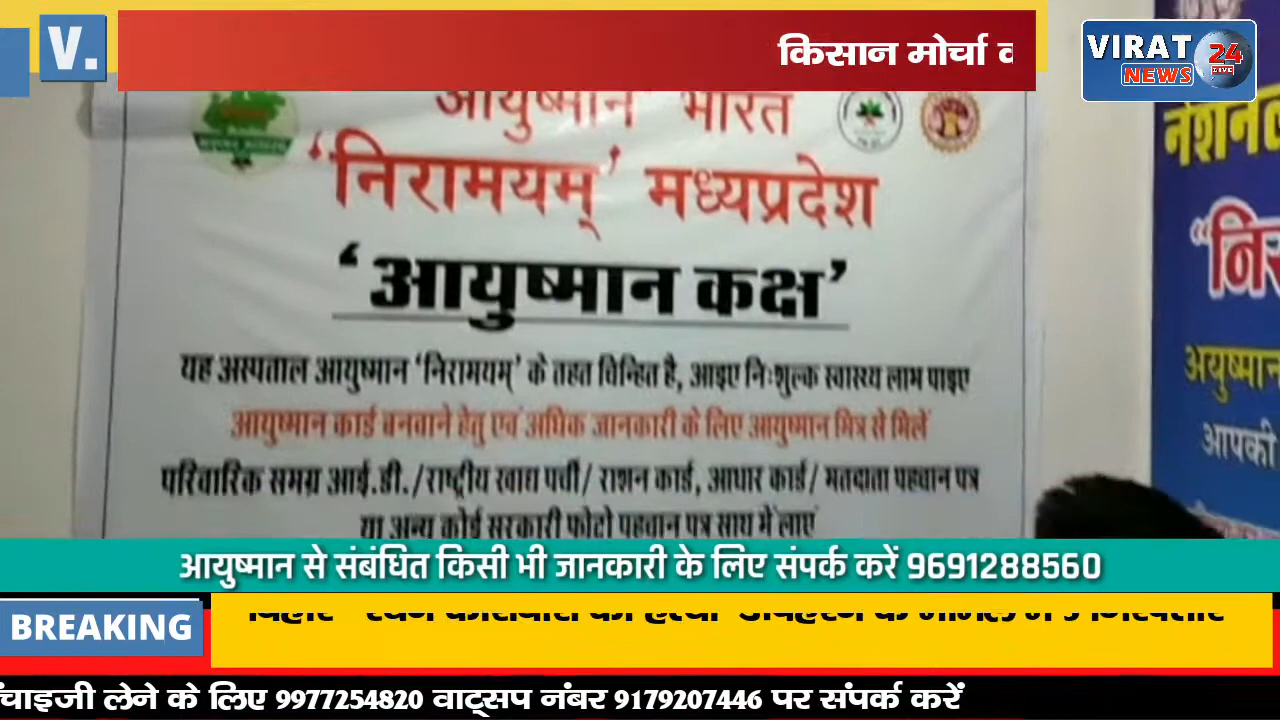 V.
किसान मोर्चा
VIRAT 24
NEWS LIVE
आयुष्मान भारत
'निरामयम्' मध्यप्रदेश
'आयुष्मान कक्ष'
यह अस्पताल आयुष्मान 'निरामयम्' के तहत चिन्हित है, आइए निःशुल्क स्वास्थ्य लाभ पाइए
आयुष्मान कार्ड बनवाने हेतु एवं अधिक जानकारी के लिए आयुष्मान मित्र से मिलें
परिवारिक समग्र आई.डी./राष्ट्रीय खाद्य पर्ची/ राशन कार्ड, आधार कार्ड/ मतदाता पहचान पत्र
या अन्य कोई सरकारी फोटो पहचान पत्र साथ में लाएं
अयुष्मान
आपकी
आयुष्मान से संबंधित किसी भी जानकारी के लिए संपर्क करें 9691288560
BREAKING
लेने के लिए 9977254820 वाट्सप नंबर 9179207446 पर संपर्क करें